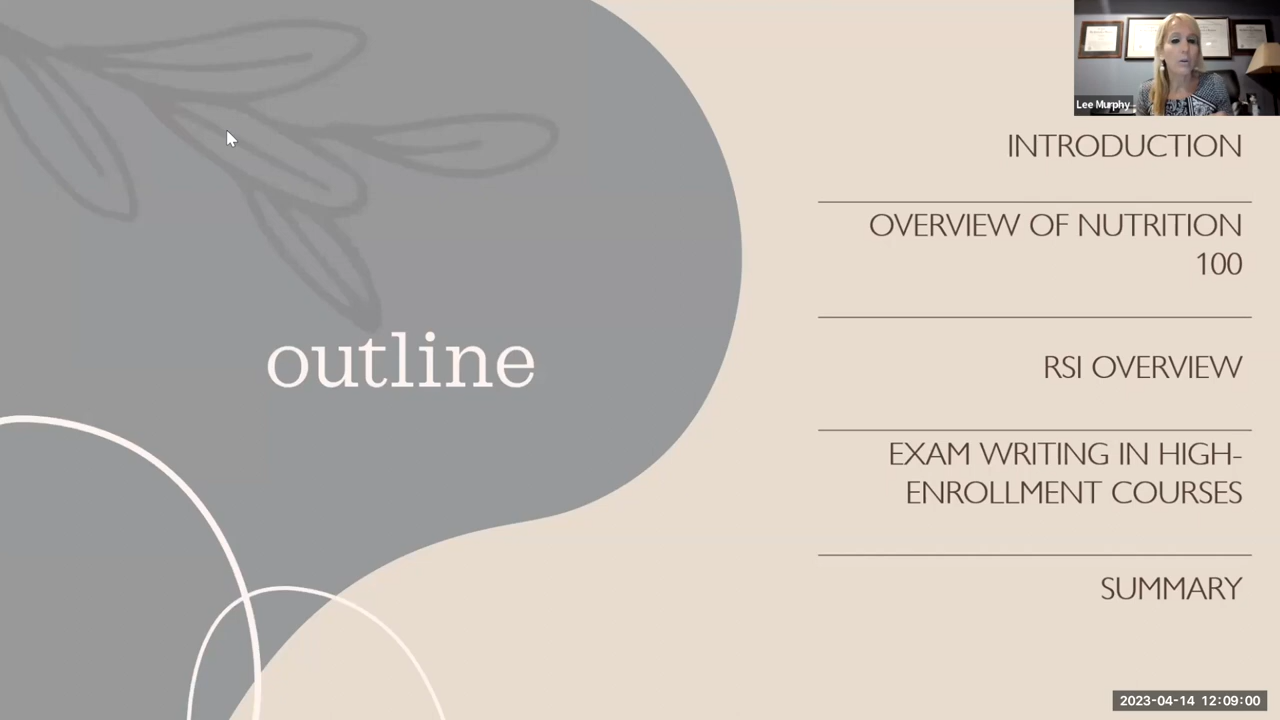 Lee Murphy
INTRODUCTION
OVERVIEW OF NUTRITION
100
outline
RSI OVERVIEW
EXAM WRITING IN HIGH-
ENROLLMENT COURSES
SUMMARY
2023-04-14 12:09:00